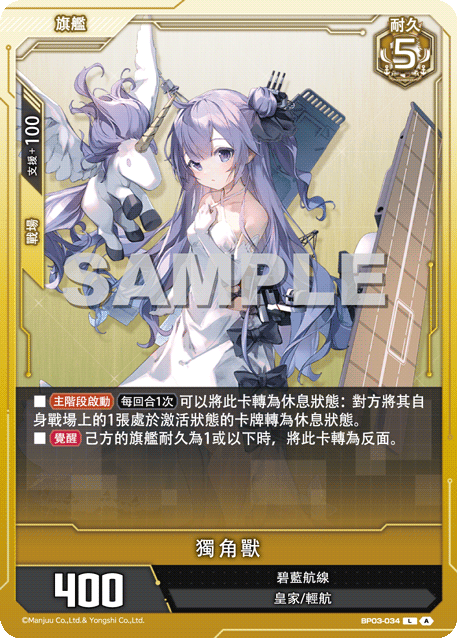 旗艦
耐久
5
支援+100
戰場
SAMPLE
■ 主階段啟動 每回合1次 可以將此卡轉為休息狀態：對方將其自
身戰場上的1張處於激活狀態的卡牌轉為休息狀態。
■ 覺醒 己方的旗艦耐久為1或以下時，將此卡轉為反面。
獨角獸
400
碧藍航線
皇家/輕航
©Manjuu Co.,Ltd.& Yongshi Co.,Ltd.
BP03-034 L A